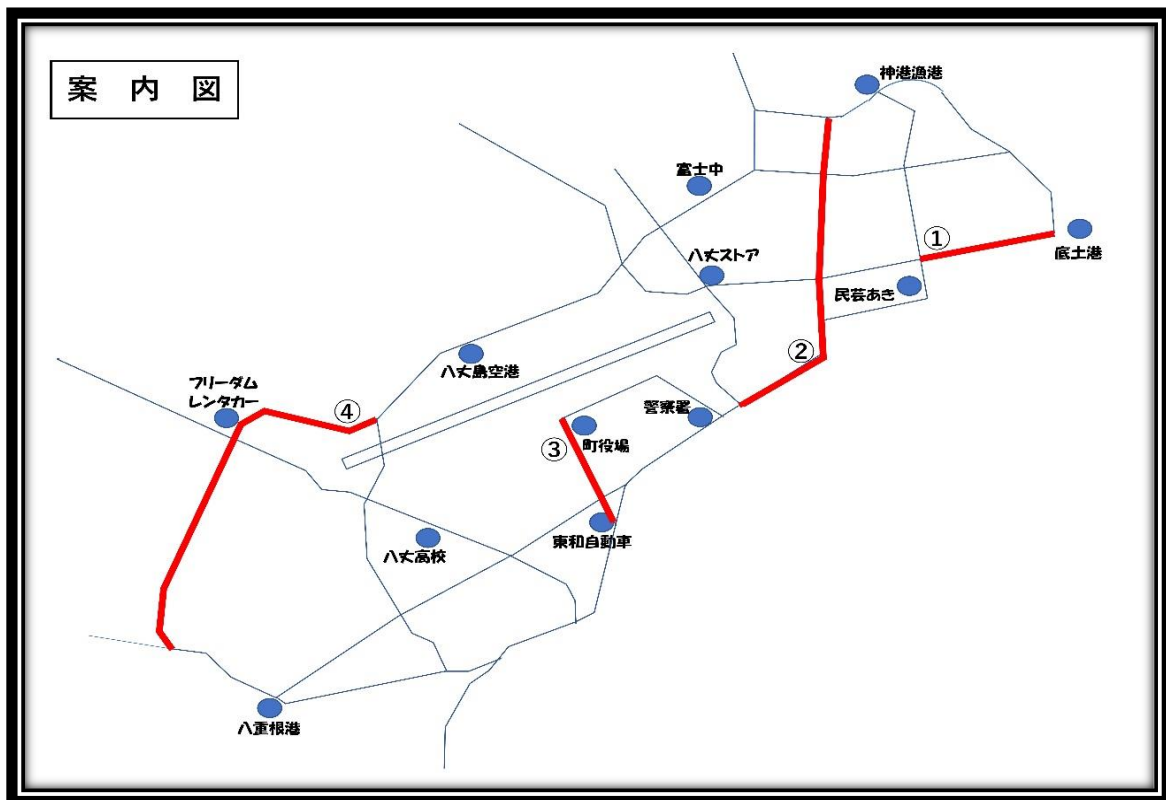 案 内 図
神港漁港
富士中
①
底土港
八丈ストア
民芸あき
②
八丈島空港
フリーダム
レンタカー
④
警察署
町役場
③
東和自動車
八丈高校
八重根港